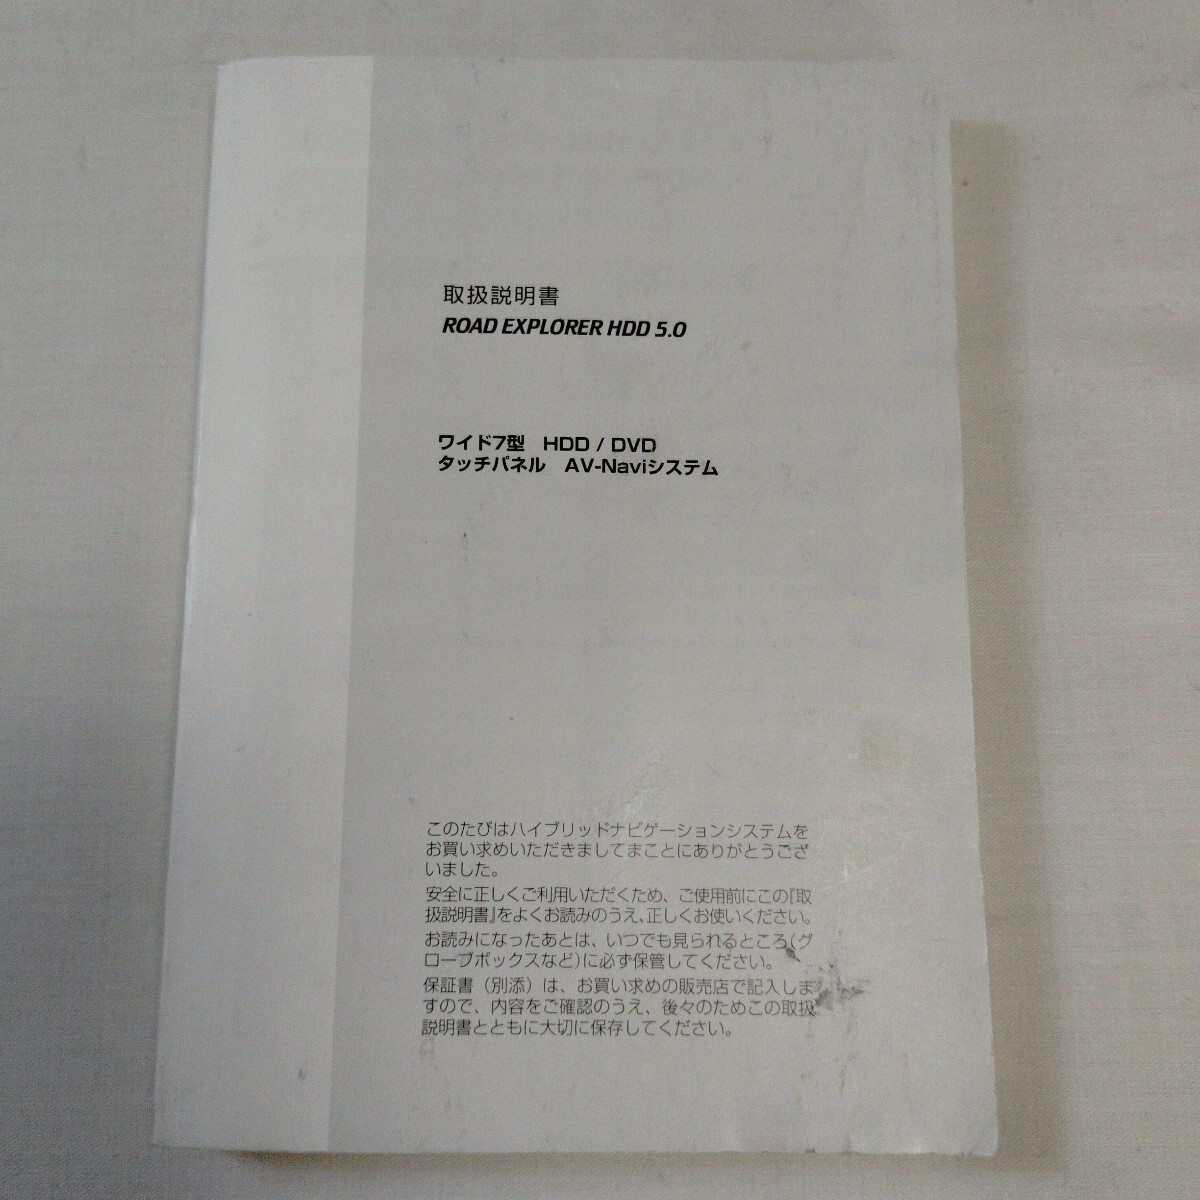 取扱説明書
ROAD EXPLORER HDD 5.0
ワイド7型 HDD / DVD
タッチパネル AV-Naviシステム
このたびはハイブリッドナビゲーションシステムを
お買い求めいただきましてまことにありがとうござ
いました。
安全に正しくご利用いただくため、ご使用前にこの『取
扱説明書』をよくお読みのうえ、正しくお使いください。
お読みになったあとは、いつでも見られるところ（グ
ローブボックスなど）に必ず保管してください。
保証書（別添）は、お買い求めの販売店で記入しま
すので、内容をご確認のうえ、後々のためこの取扱
説明書とともに大切に保存してください。